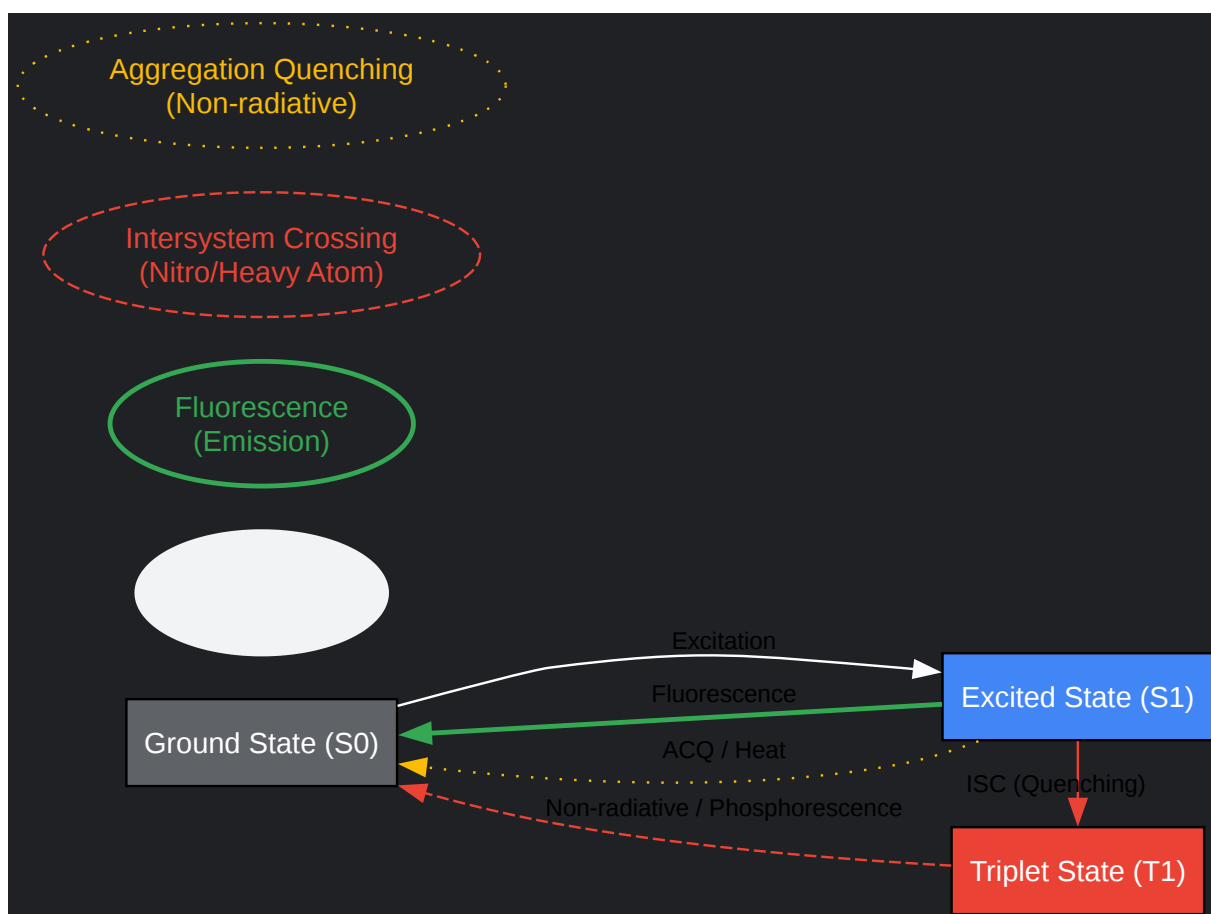 Aggregation Quenching
(Non-radiative)
Intersystem Crossing
(Nitro/Heavy Atom)
Fluorescence
(Emission)
Excitation
Excited State (S1)
Fluorescence
Ground State (S0)
ACQ / Heat
ISC (Quenching)
Non-radiative / Phosphorescence
Triplet State (T1)